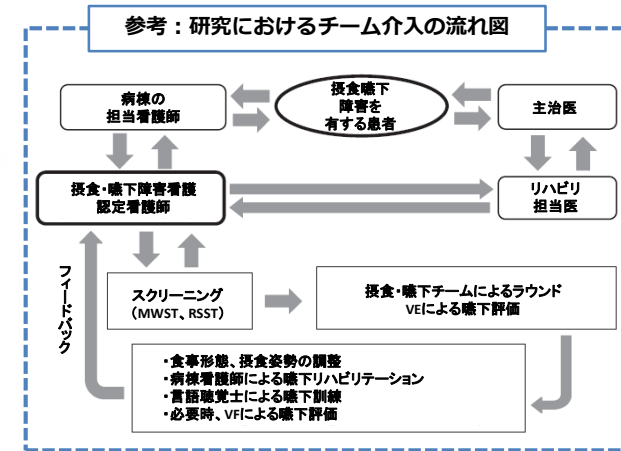 参考：研究におけるチーム介入の流れ図
病棟の
担当看護師
摂食嚥下
障害を
有する患者
主治医
摂食・嚥下障害看護
認定看護師
リハビリ
担当医
フィードバック
スクリーニング
（MWST、RSST）
摂食・嚥下チームによるラウンド
VEによる嚥下評価
・食事形態、摂食姿勢の調整
・病棟看護師による嚥下リハビリテーション
・言語聴覚士による嚥下訓練
・必要時、VFによる嚥下評価